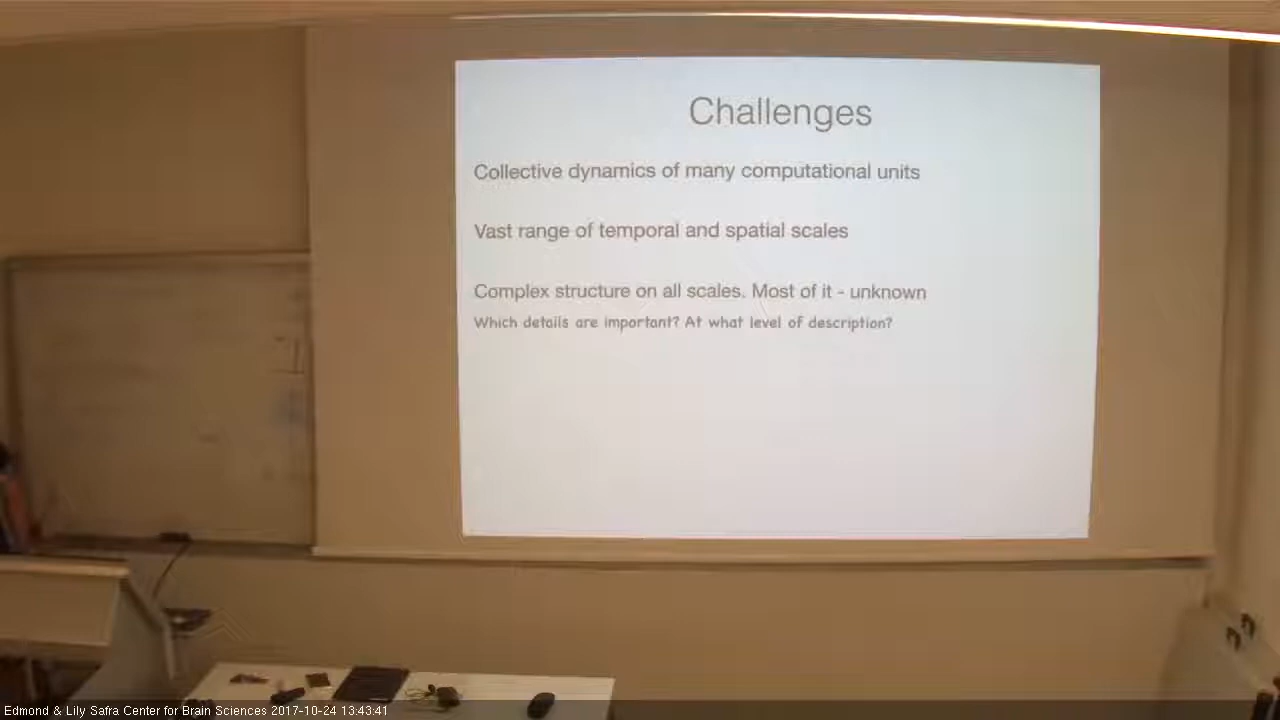 Challenges
Collective dynamics of many computational units
Vast range of temporal and spatial scales
Complex structure on all scales. Most of it - unknown
Which details are important? At what level of description?
Edmond & Lily Safra Center for Brain Sciences 2017-10-24 13:43:41